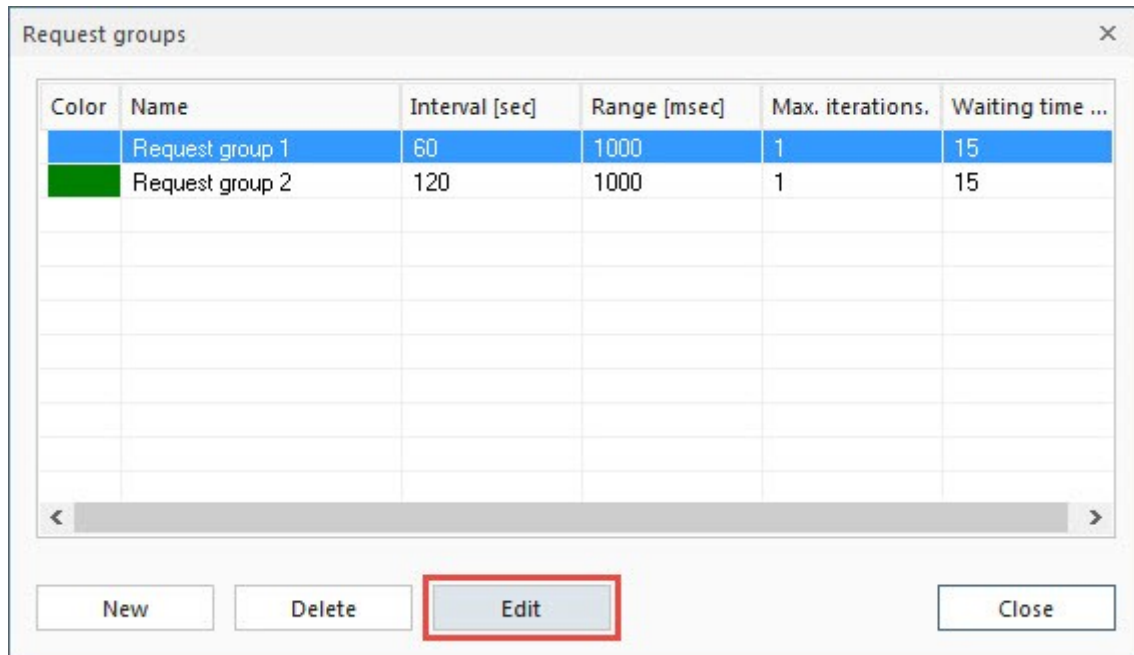 Request groups
Color Name Interval [sec] Range [msec] Max. iterations. Waiting time ...
Request group 1 60 1000 1 15
Request group 2 120 1000 1 15
New Delete Edit Close